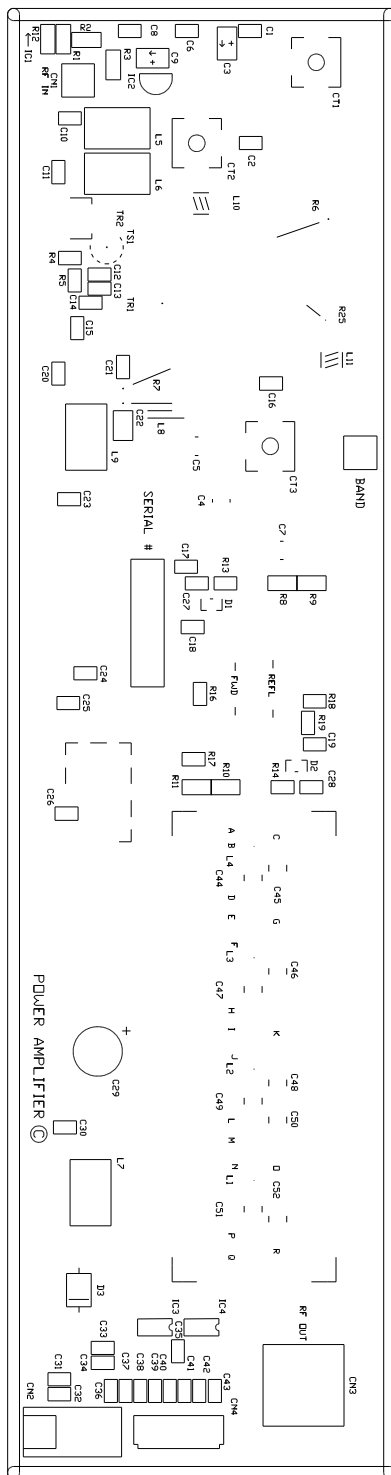 R12
R2
C8
C6
C1
IC1
R1
R3
C9
+
C3
+
CN1
RF IN
IC2
CT1
C10
L5
C2
CT2
C11
L6
L10
R6
TR2
TS1
R4
C12
R5
C13
C14
TR1
R25
C15
L11
C20
C21
R7
C16
C22
L8
L9
C5
CT3
BAND
C23
SERIAL #
C4
C7
C17
R13
C27
D1
R8
R9
C18
C24
R16
FWD
REFL
R18
C25
R19
C19
R17
D2
R11
R10
R14
C28
C26
A
C
B
L4
C44
D
C45
E
G
F
L3
C46
C47
H
I
K
POWER AMPLIFIER ©
+
J
L2
C29
C48
C49
L
C50
C30
M
L7
N
O
L1
C52
C51
P
Q
R
D3
IC3
IC4
RF OUT
C33
C35
C34
C31
C37
C38
C39
C40
C41
C42
CN3
CN2
C32
C36
C43
CN4